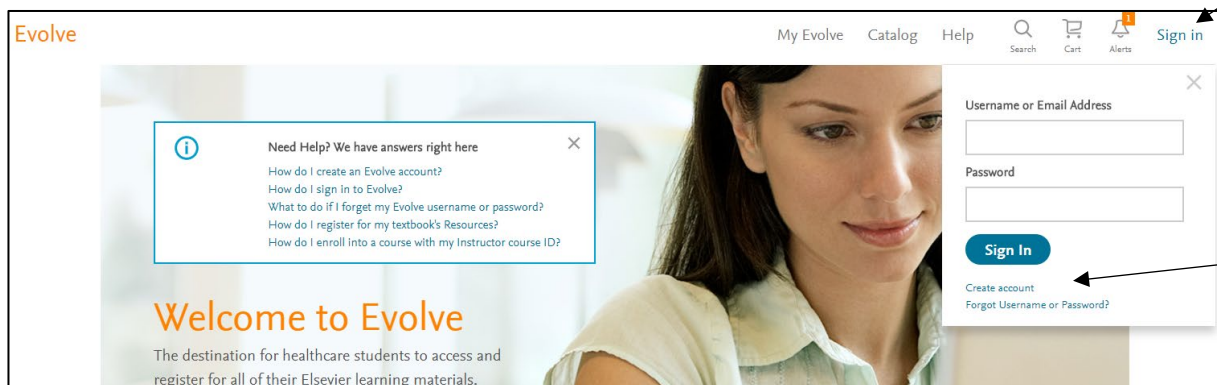 Evolve
My Evolve Catalog Help Search Cart 1 Alerts Sign in
Need Help? We have answers right here
How do I create an Evolve account?
How do I sign in to Evolve?
What to do if I forget my Evolve username or password?
How do I register for my textbook's Resources?
How do I enroll into a course with my Instructor course ID?
Welcome to Evolve
The destination for healthcare students to access and
register for all of their Elsevier learning materials.
Username or Email Address
Password
Sign In
Create account
Forgot Username or Password?